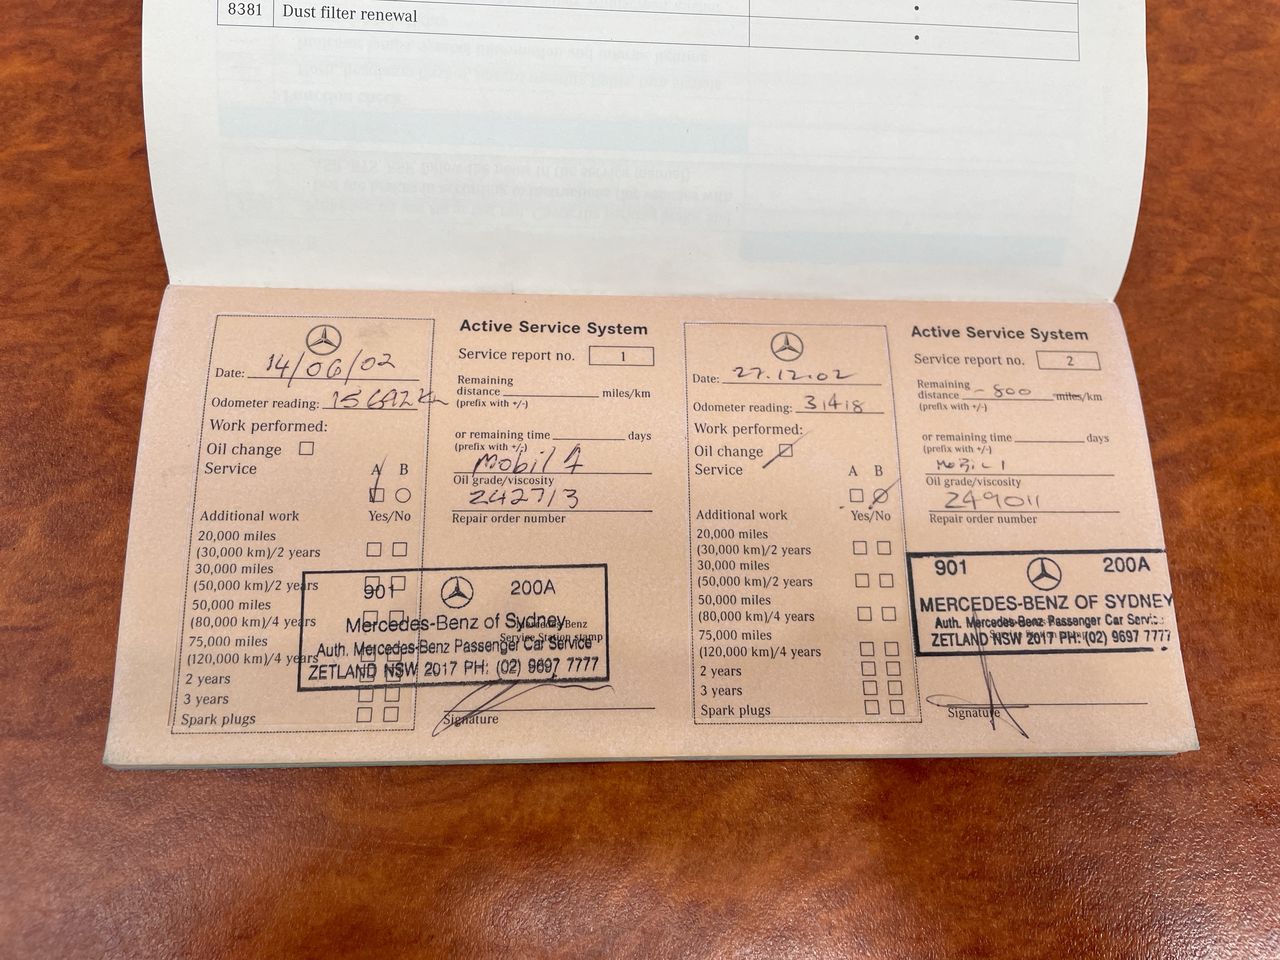 8381 Dust filter renewal
Date: 14/06/02
Odometer reading: 15692 km
Work performed:
Oil change
Service
A B
Additional work Yes/No
20,000 miles
(30,000 km)/2 years
30,000 miles
(50,000 km)/2 years
50,000 miles
(80,000 km)/4 years
75,000 miles
(120,000 km)/4 years
2 years
3 years
Spark plugs
Active Service System
Service report no. 1
Remaining
distance miles/km
(prefix with +/-)
or remaining time days
(prefix with +/-)
Mobil 1
Oil grade/viscosity
242713
Repair order number
901 200A
Mercedes-Benz of Sydney
Auth. Mercedes-Benz Passenger Car Service
ZETLAND NSW 2017 PH: (02) 9697 7777
Mercedes-Benz
Service Station stamp
Signature
Date: 27.12.02
Odometer reading: 31418
Work performed:
Oil change
Service
A B
Additional work Yes/No
20,000 miles
(30,000 km)/2 years
30,000 miles
(50,000 km)/2 years
50,000 miles
(80,000 km)/4 years
75,000 miles
(120,000 km)/4 years
2 years
3 years
Spark plugs
Active Service System
Service report no. 2
Remaining
distance -800 miles/km
(prefix with +/-)
or remaining time days
(prefix with +/-)
Mobil 1
Oil grade/viscosity
249011
Repair order number
901 200A
MERCEDES-BENZ OF SYDNEY
Auth. Mercedes-Benz Passenger Car
ZETLAND NSW 2017 PH: (02) 9697 7777
Signature